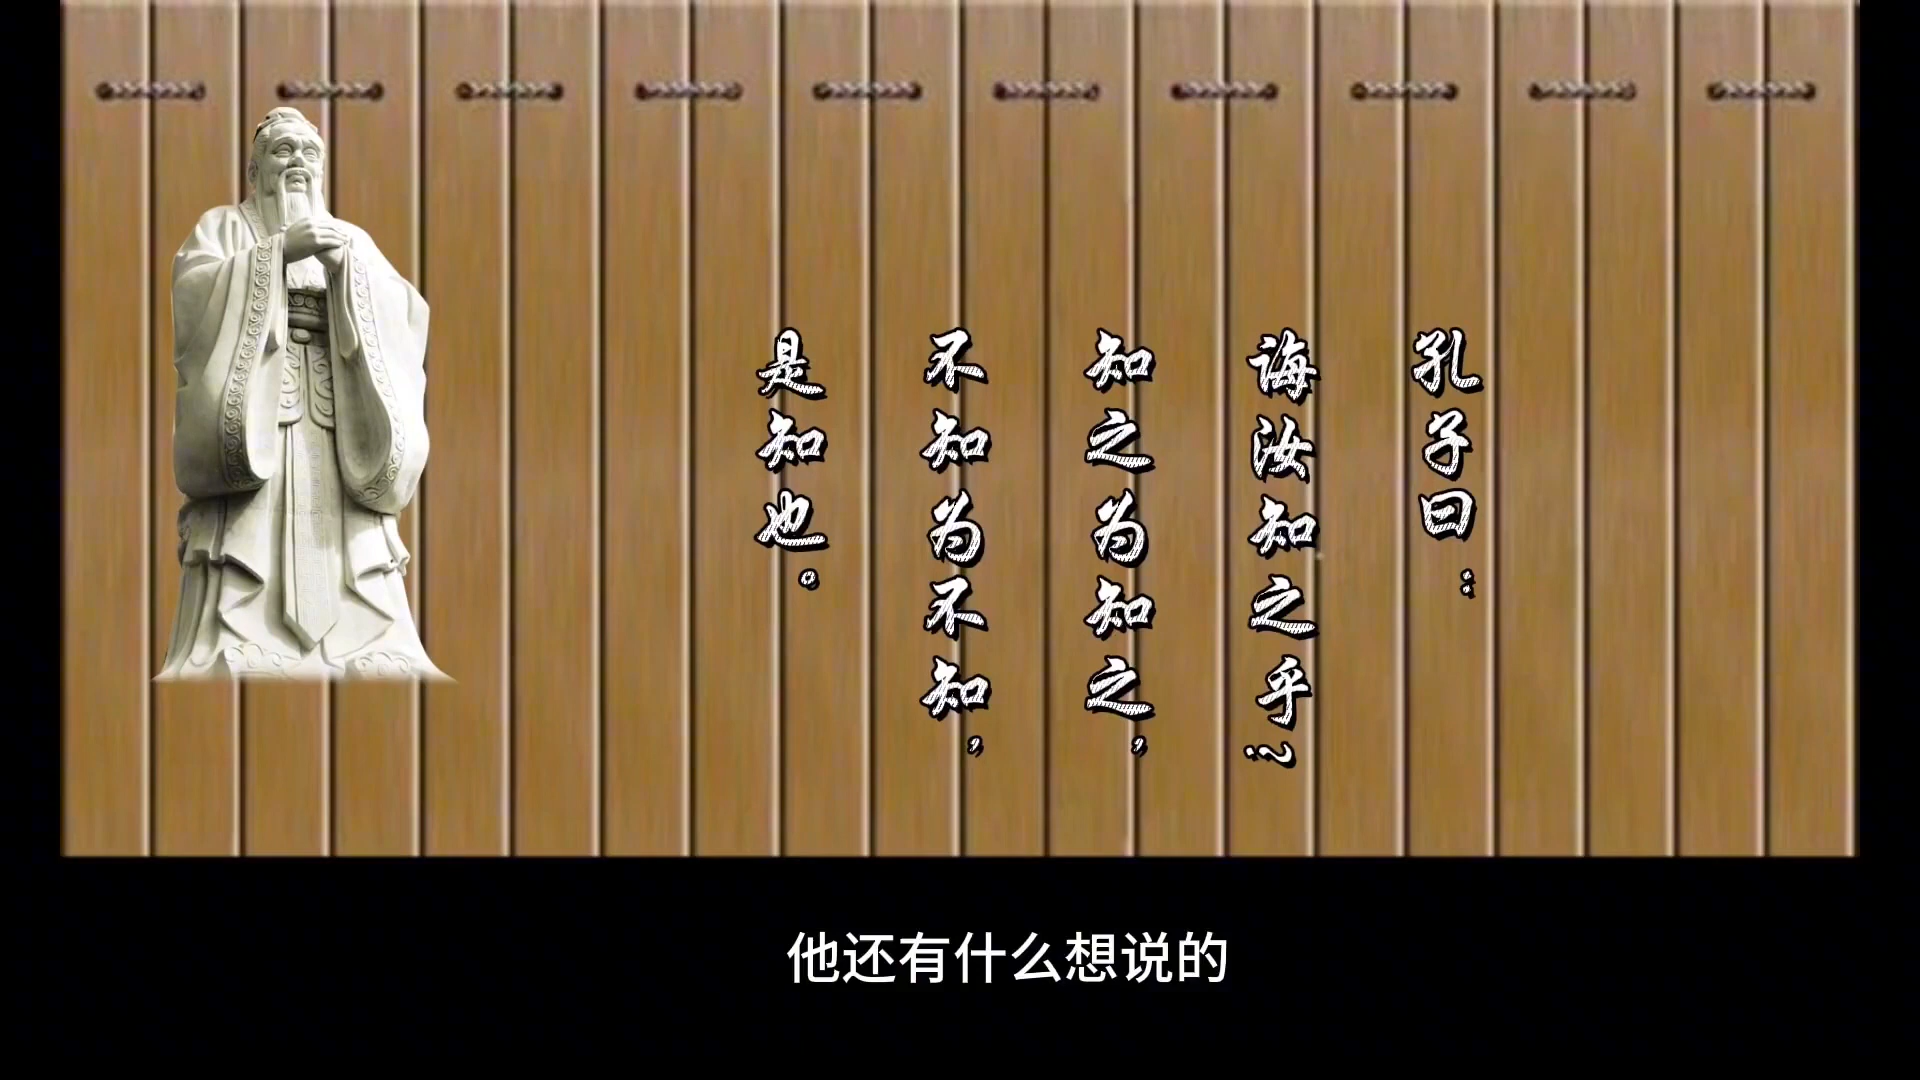 孔子曰：
诲汝知之乎？
知之为知之，
不知为不知，
是知也。
他还有什么想说的